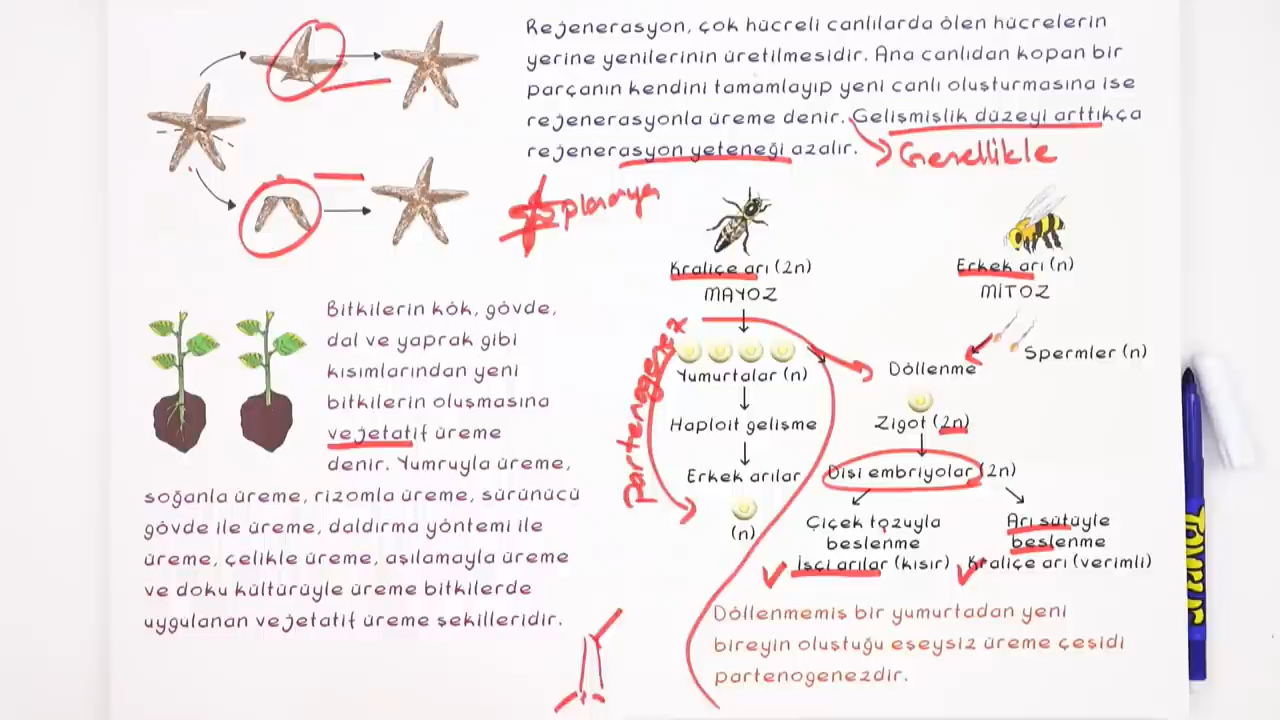 Rejenerasyon, çok hücreli canlılarda ölen hücrelerin
yerine yenilerinin üretilmesidir. Ana canlıdan kopan bir
parçanın kendini tamamlayıp yeni canlı oluşturmasına ise
rejenerasyonla üreme denir. Gelişmişlik düzeyi arttıkça
rejenerasyon yeteneği azalır.
Genellikle
planarya
Kraliçe arı (2n)
MAYOZ
Yumurtalar (n)
Haploit gelişme
Erkek arılar
(n)
partenogenez
Erkek arı (n)
MİTOZ
Spermler (n)
Döllenme
Zigot (2n)
Dişi embriyolar (2n)
Çiçek tozuyla
beslenme
İşçi arılar (kısır)
Arı sütüyle
beslenme
Kraliçe arı (verimli)
Döllenmemiş bir yumurtadan yeni
bireyin oluştuğu eşeysiz üreme çeşidi
partenogenezdir.
Bitkilerin kök, gövde,
dal ve yaprak gibi
kısımlarından yeni
bitkilerin oluşmasına
vejetatif üreme
denir. Yumruyla üreme,
soğanla üreme, rizomla üreme, sürünücü
gövde ile üreme, daldırma yöntemi ile
üreme, çelikle üreme, aşılamayla üreme
ve doku kültürüyle üreme bitkilerde
uygulanan vejetatif üreme şekilleridir.